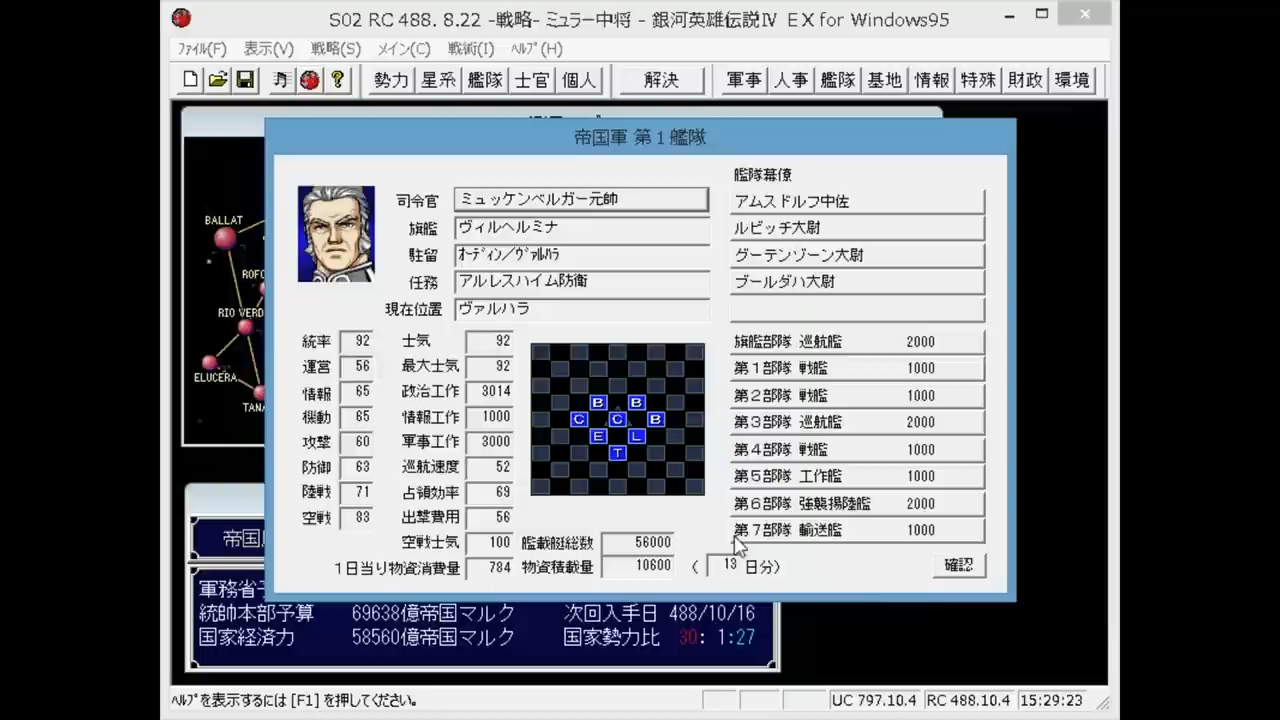 S02 RC 488. 8.22 -戦略- ミュラー中将 - 銀河英雄伝説Ⅳ EX for Windows95
ﾌｧｲﾙ(F) 表示(V) 戦略(S) メイン(C) 戦術(I) ﾍﾙﾌﾟ(H)
勢力 星系 艦隊 士官 個人 解決 軍事 人事 艦隊 基地 情報 特殊 財政 環境
帝国軍 第１艦隊
司令官 ミュッケンベルガー元帥
旗艦 ヴィルヘルミナ
駐留 ｵｰﾃﾞｨﾝ／ｳﾞｧﾙﾊﾗ
任務 アルレスハイム防衛
現在位置 ヴァルハラ
艦隊幕僚
アムスドルフ中佐
ルビッチ大尉
グーテンゾーン大尉
ブールダハ大尉
統率 92 士気 92
運営 56 最大士気 92
情報 65 政治工作 3014
機動 65 情報工作 1000
攻撃 60 軍事工作 3000
防御 63 巡航速度 52
陸戦 71 占領効率 69
空戦 83 出撃費用 56
空戦士気 100 艦載艇総数 56000
１日当り物資消費量 784 物資積載量 10600 ( 13 日分)
B B
C C B
E L
T
旗艦部隊 巡航艦 2000
第１部隊 戦艦 1000
第２部隊 戦艦 1000
第３部隊 巡航艦 2000
第４部隊 戦艦 1000
第５部隊 工作艦 1000
第６部隊 強襲揚陸艦 2000
第７部隊 輸送艦 1000
確認
BALLAT
ROFO
RIO VERD
ELUCERA
TANA
帝国
軍務省
統帥本部予算 69638億帝国マルク 次回入手日 488/10/16
国家経済力 58560億帝国マルク 国家勢力比 30: 1:27
ﾍﾙﾌﾟを表示するには [F1] を押してください。 UC 797.10.4 RC 488.10.4 15:29:23